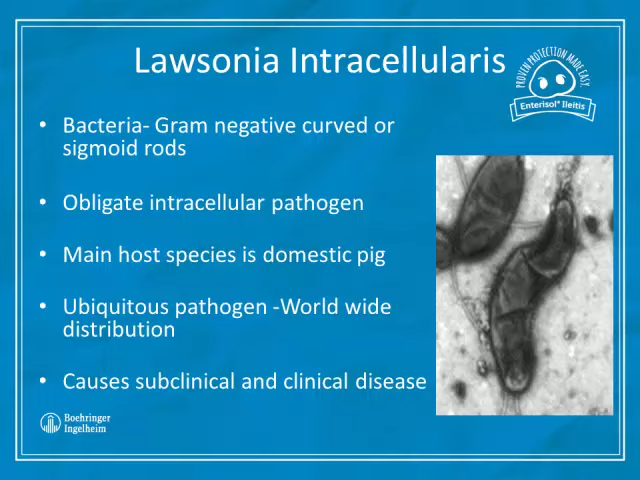 Lawsonia Intracellularis
PROVEN PROTECTION MADE EASY.
Enterisol® Ileitis
• Bacteria- Gram negative curved or
sigmoid rods
• Obligate intracellular pathogen
• Main host species is domestic pig
• Ubiquitous pathogen -World wide
distribution
• Causes subclinical and clinical disease
Boehringer
Ingelheim